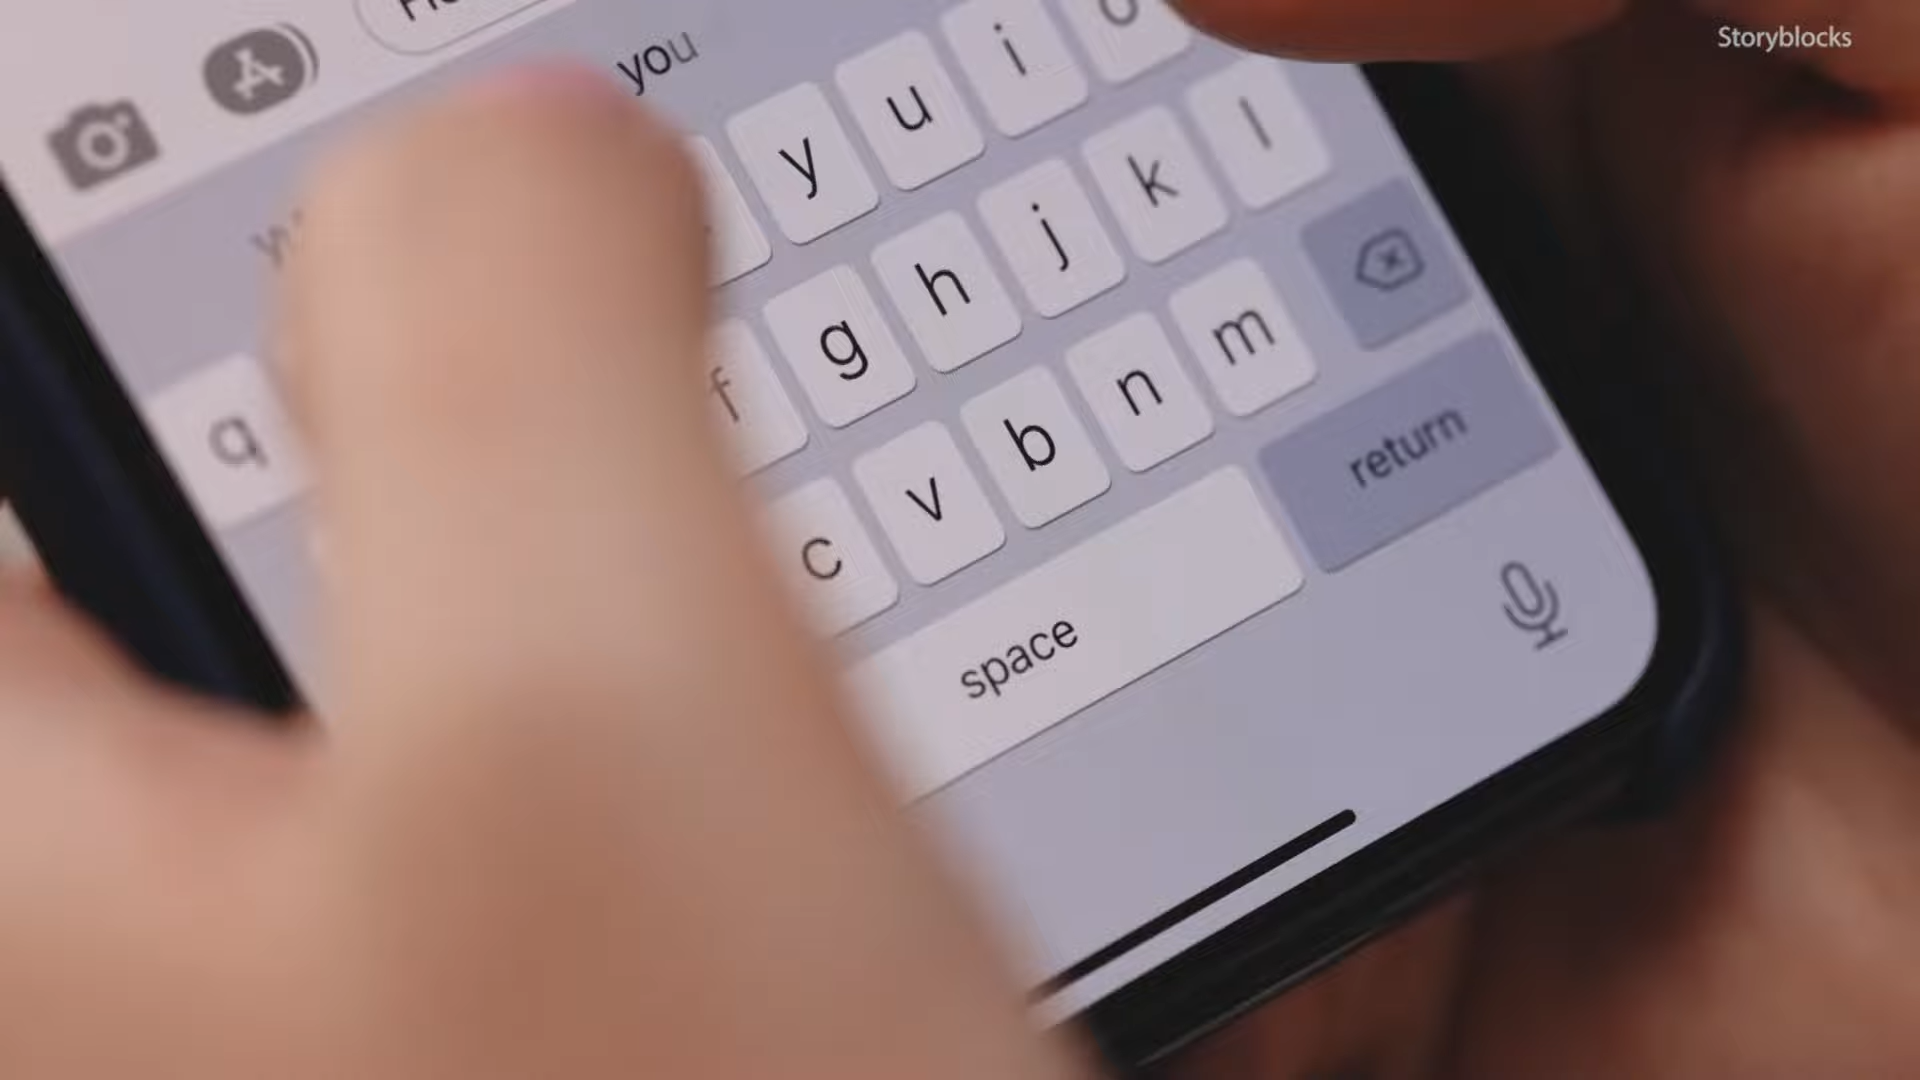 Storyblocks
you
y u i o
q f g h j k l
c v b n m
space return